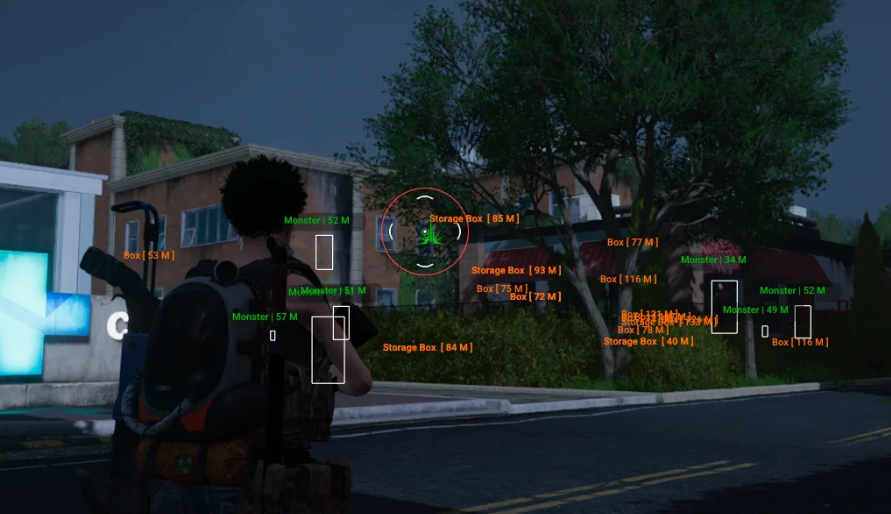 Storage Box [ 85 M ]
Monster | 52 M
Box [ 77 M ]
Box [ 53 M ]
Monster | 34 M
Storage Box [ 93 M ]
Box [ 116 M ]
Box [ 75 M ]
Monster | 51 M
Monster | 52 M
Box [ 72 M ]
Monster | 49 M
Monster | 57 M
Box [ 78 M ]
Storage Box [ 40 M ]
Box [ 116 M ]
Storage Box [ 84 M ]
C